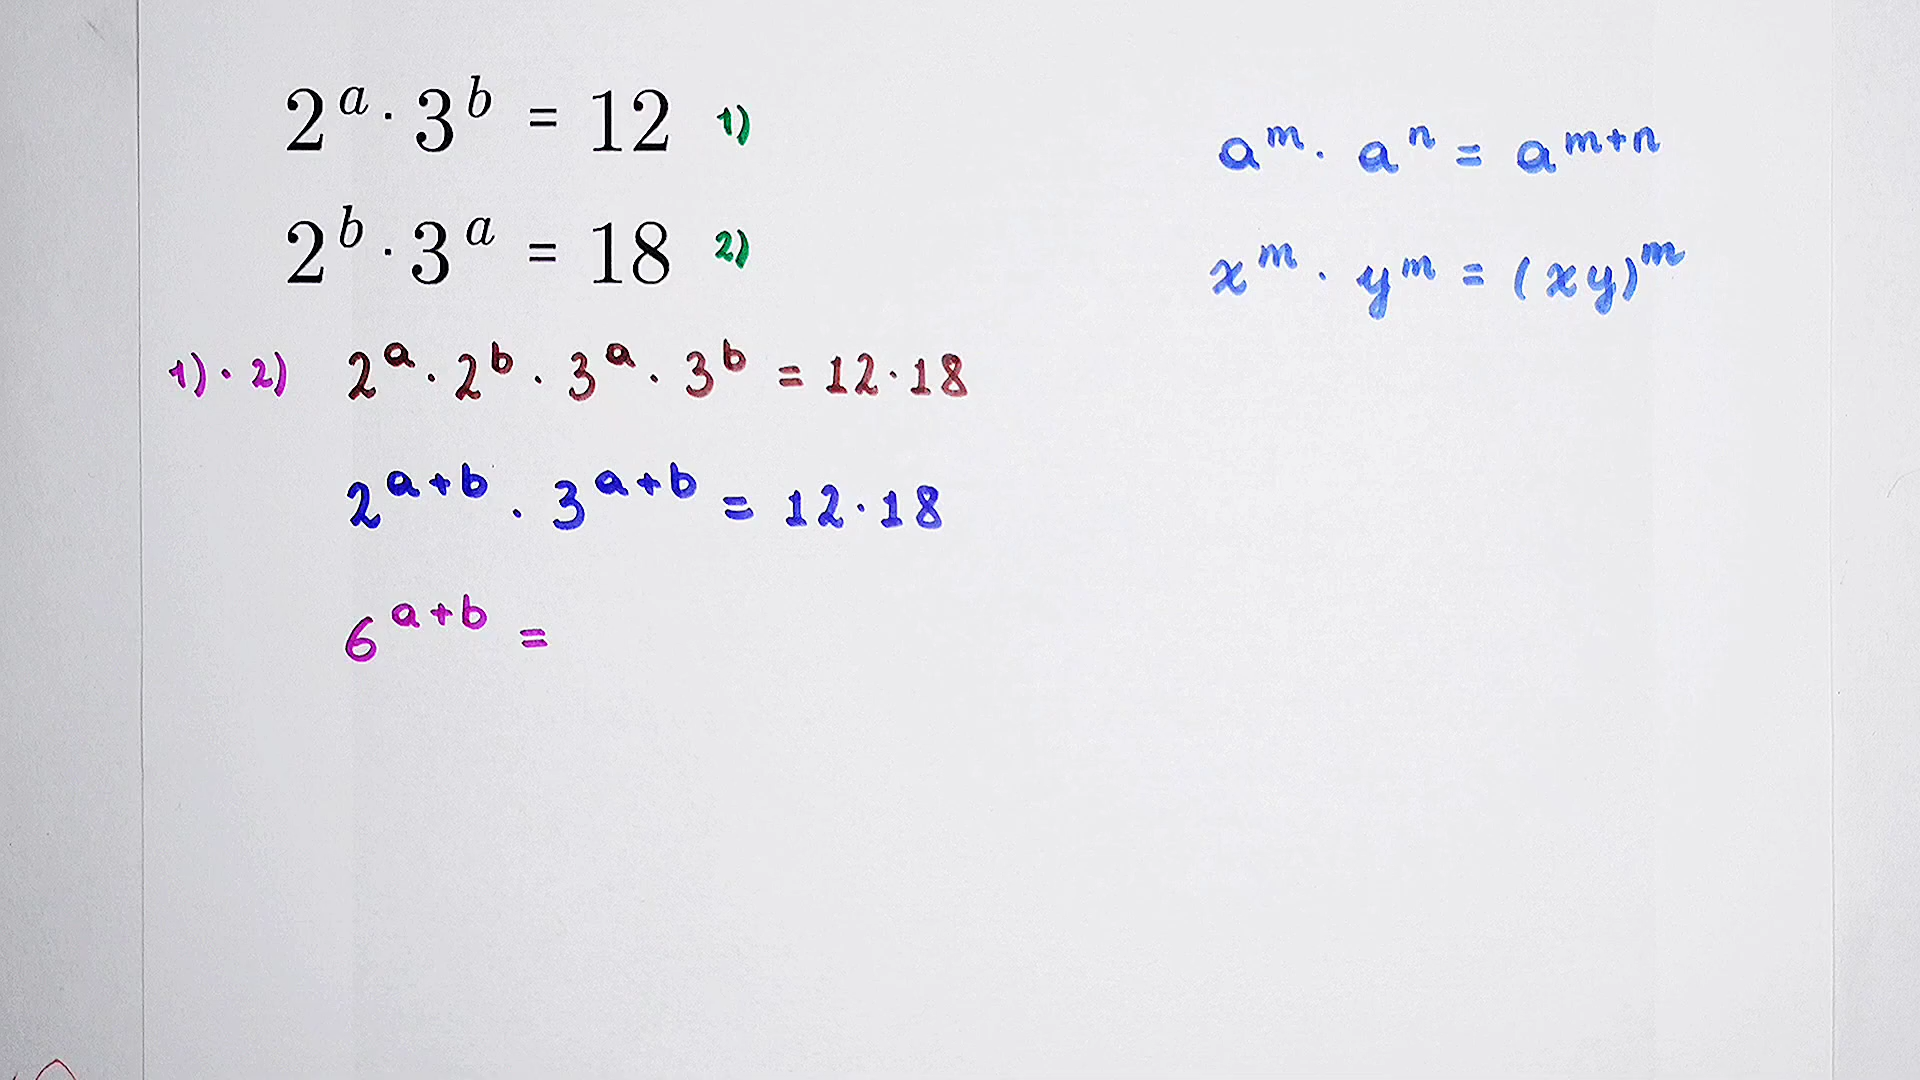 2^a · 3^b = 12 1)
2^b · 3^a = 18 2)
1) · 2) 2^a · 2^b · 3^a · 3^b = 12 · 18
2^{a+b} · 3^{a+b} = 12 · 18
6^{a+b} =
a^m · a^n = a^{m+n}
x^m · y^m = (xy)^m